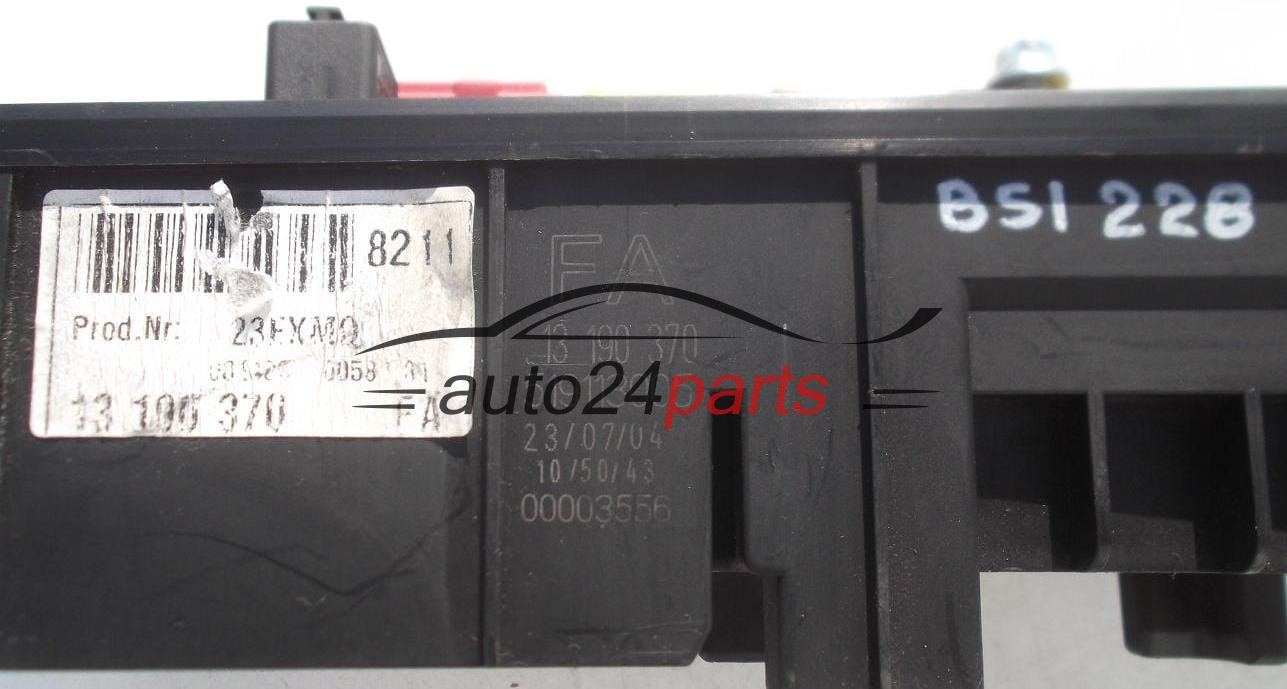 8211
Prod.Nr:
13 190 370 FA
FA
13 190 370
23/07/04
10/50/43
00003556
BSI 228
auto24parts